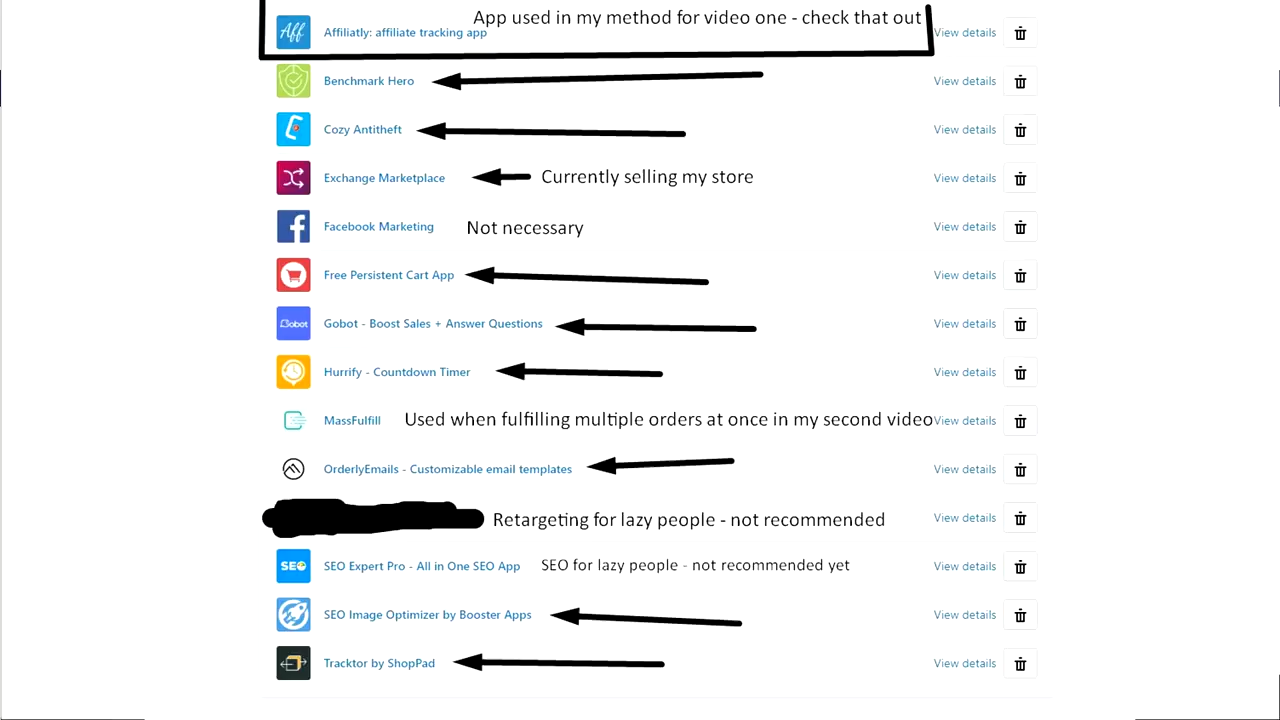 App used in my method for video one - check that out
Aff Affiliatly: affiliate tracking app View details
Benchmark Hero View details
Cozy Antitheft View details
Exchange Marketplace Currently selling my store View details
Facebook Marketing Not necessary View details
Free Persistent Cart App View details
Gobot Gobot - Boost Sales + Answer Questions View details
Hurrify - Countdown Timer View details
MassFulfill Used when fulfilling multiple orders at once in my second video View details
OrderlyEmails - Customizable email templates View details
Retargeting for lazy people - not recommended View details
SEO SEO Expert Pro - All in One SEO App SEO for lazy people - not recommended yet View details
SEO Image Optimizer by Booster Apps View details
Tracktor by ShopPad View details